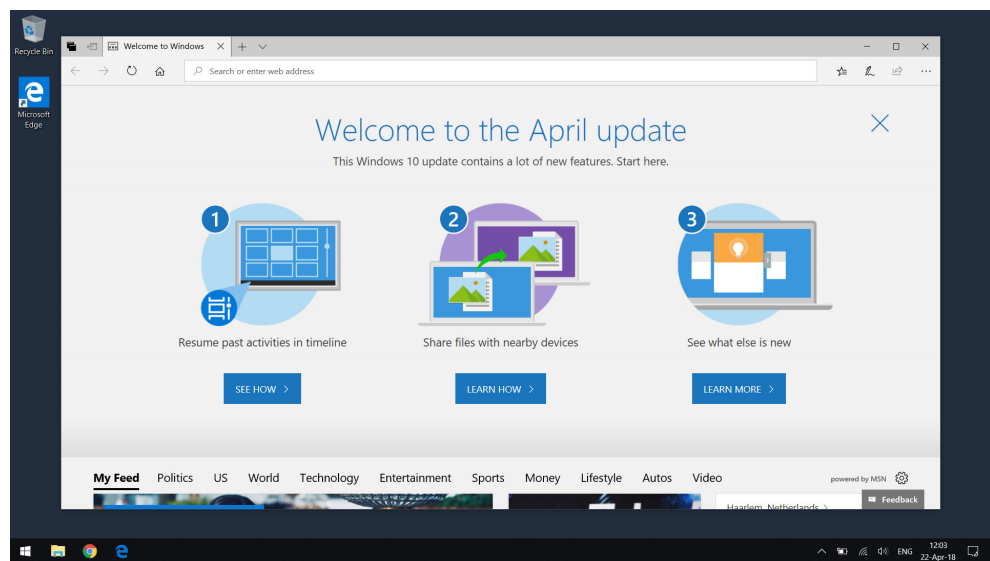 Recycle Bin
Microsoft
Edge
Welcome to Windows
Search or enter web address
Welcome to the April update
This Windows 10 update contains a lot of new features. Start here.
1
2
3
Resume past activities in timeline
Share files with nearby devices
See what else is new
SEE HOW
LEARN HOW
LEARN MORE
My Feed Politics US World Technology Entertainment Sports Money Lifestyle Autos Video
powered by MSN
Feedback
Haarlem, Netherlands
ENG
12:03
22-Apr-18